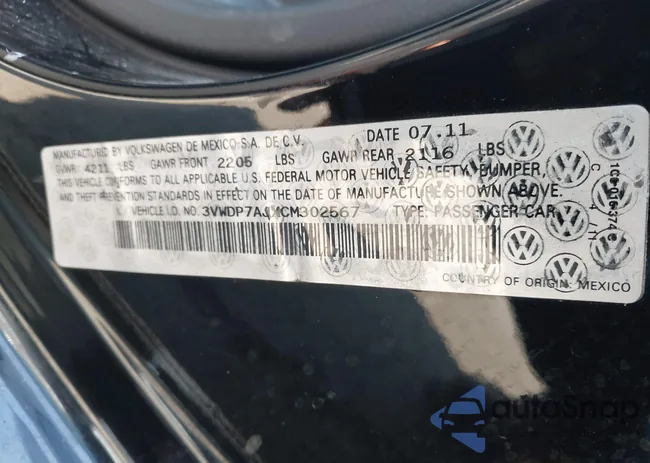 MANUFACTURED BY VOLKSWAGEN DE MEXICO S.A. DE C.V. DATE 07.11
GVWR 4211 LBS GAWR FRONT 2205 LBS GAWR REAR 2116 LBS
THIS VEHICLE CONFORMS TO ALL APPLICABLE U.S. FEDERAL MOTOR VEHICLE SAFETY, BUMPER,
AND THEFT PREVENTION STANDARDS IN EFFECT ON THE DATE OF MANUFACTURE SHOWN ABOVE.
VEHICLE I.D. NO. TYPE: PASSENGER CAR
COUNTRY OF ORIGIN: MEXICO
autoSnap